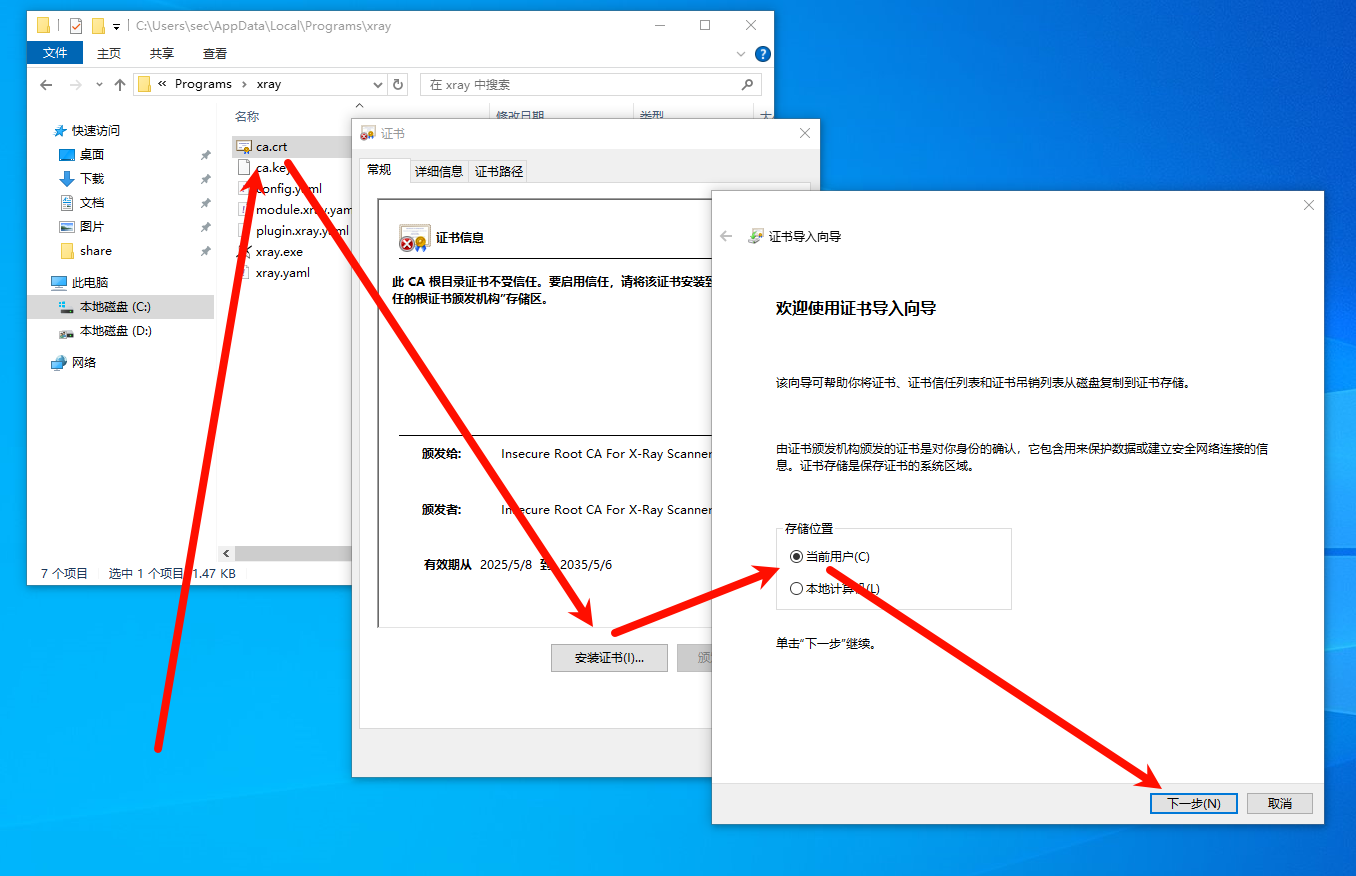 C:\Users\sec\AppData\Local\Programs\xray
文件 主页 共享 查看
« Programs › xray
在 xray 中搜索
快速访问
桌面
下载
文档
图片
share
此电脑
本地磁盘 (C:)
本地磁盘 (D:)
网络
名称 修改日期 类型 大
ca.crt
ca.key
config.yaml
module.xray.yam
plugin.xray.yaml
xray.exe
xray.yaml
7 个项目 选中 1 个项目 1.47 KB
证书
常规 详细信息 证书路径
证书信息
此 CA 根目录证书不受信任。要启用信任，请将该证书安装到
任的根证书颁发机构”存储区。
颁发给: Insecure Root CA For X-Ray Scanner
颁发者: Insecure Root CA For X-Ray Scanner
有效期从 2025/5/8 到 2035/5/6
安装证书(I)... 颁
证书导入向导
欢迎使用证书导入向导
该向导可帮助你将证书、证书信任列表和证书吊销列表从磁盘复制到证书存储。
由证书颁发机构颁发的证书是对你身份的确认，它包含用来保护数据或建立安全网络连接的信
息。证书存储是保存证书的系统区域。
存储位置
当前用户(C)
本地计算机(L)
单击“下一步”继续。
下一步(N) 取消